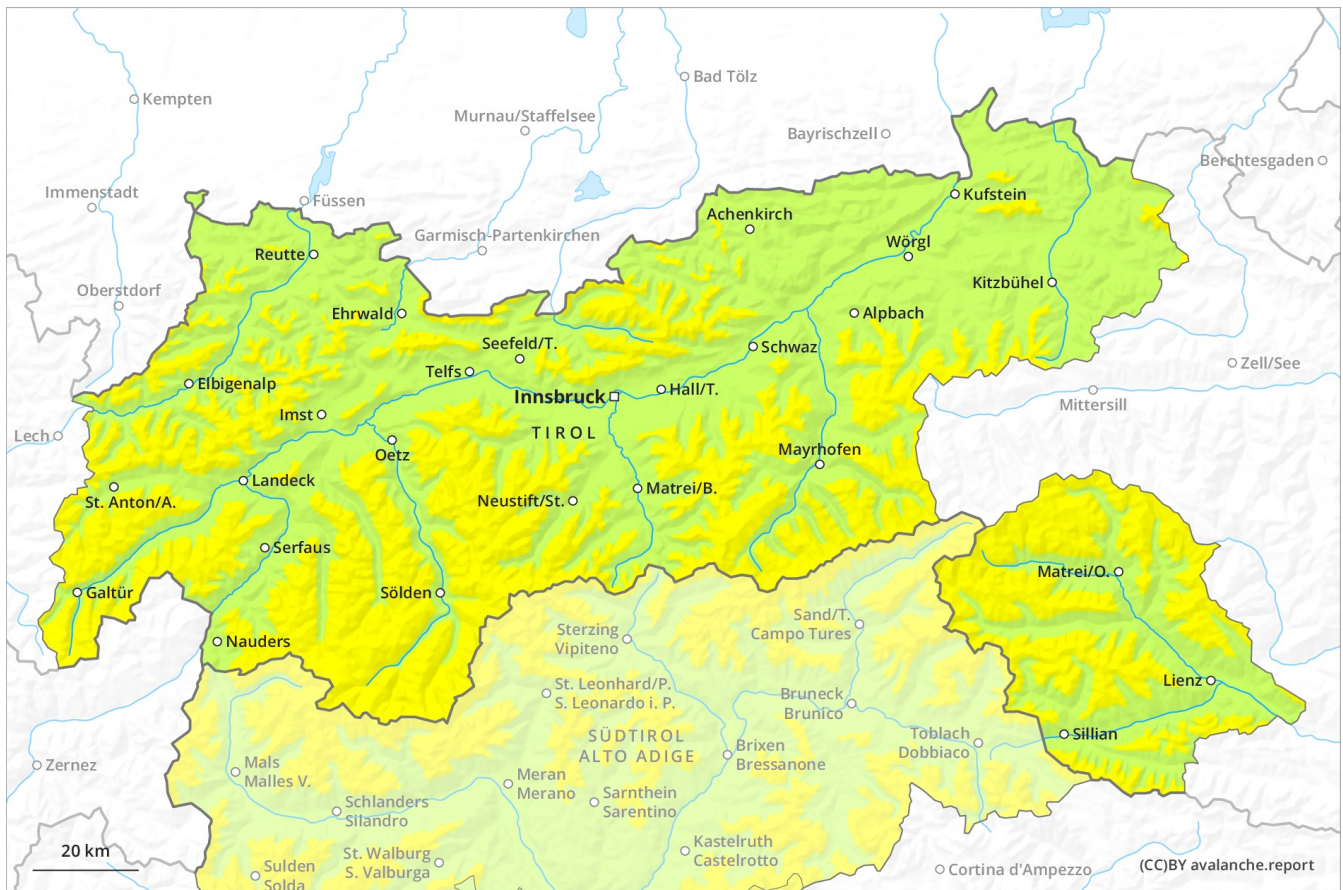 Bad Tölz
Kempten
Murnau/Staffelsee
Bayrischzell
Berchtesgaden
Immenstadt
Füssen
Kufstein
Achenkirch
Garmisch-Partenkirchen
Reutte
Wörgl
Oberstdorf
Kitzbühel
Ehrwald
Alpbach
Seefeld/T.
Schwaz
Zell/See
Telfs
Elbigenalp
Hall/T.
Innsbruck
Mittersill
Imst
TIROL
Lech
Oetz
Mayrhofen
Landeck
St. Anton/A.
Neustift/St.
Matrei/B.
Serfaus
Matrei/O.
Galtür
Sölden
Sand/T.
Campo Tures
Sterzing
Vipiteno
Nauders
Lienz
St. Leonhard/P.
S. Leonardo i. P.
Bruneck
Brunico
SÜDTIROL
ALTO ADIGE
Toblach
Dobbiaco
Sillian
Brixen
Bressanone
Zernez
Mals
Malles V.
Meran
Merano
Sarnthein
Sarentino
Schlanders
Silandro
Kastelruth
Castelrotto
20 km
St. Walburg
S. Valburga
Sulden
Solda
Cortina d'Ampezzo
(CC)BY avalanche.report